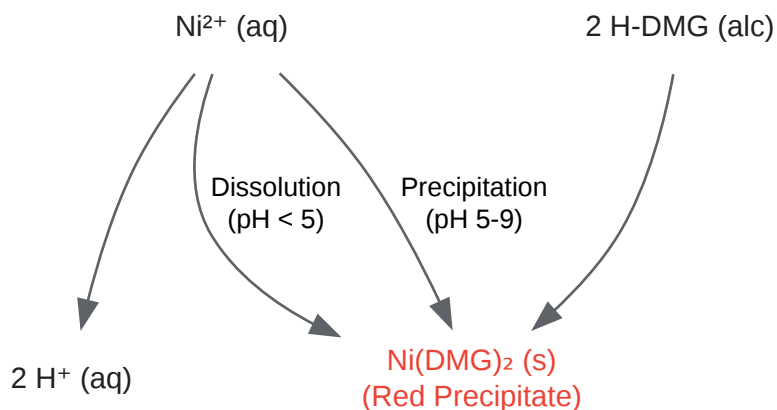 Ni²⁺ (aq)
2 H-DMG (alc)
Dissolution
(pH < 5)
Precipitation
(pH 5-9)
2 H⁺ (aq)
Ni(DMG)₂ (s)
(Red Precipitate)